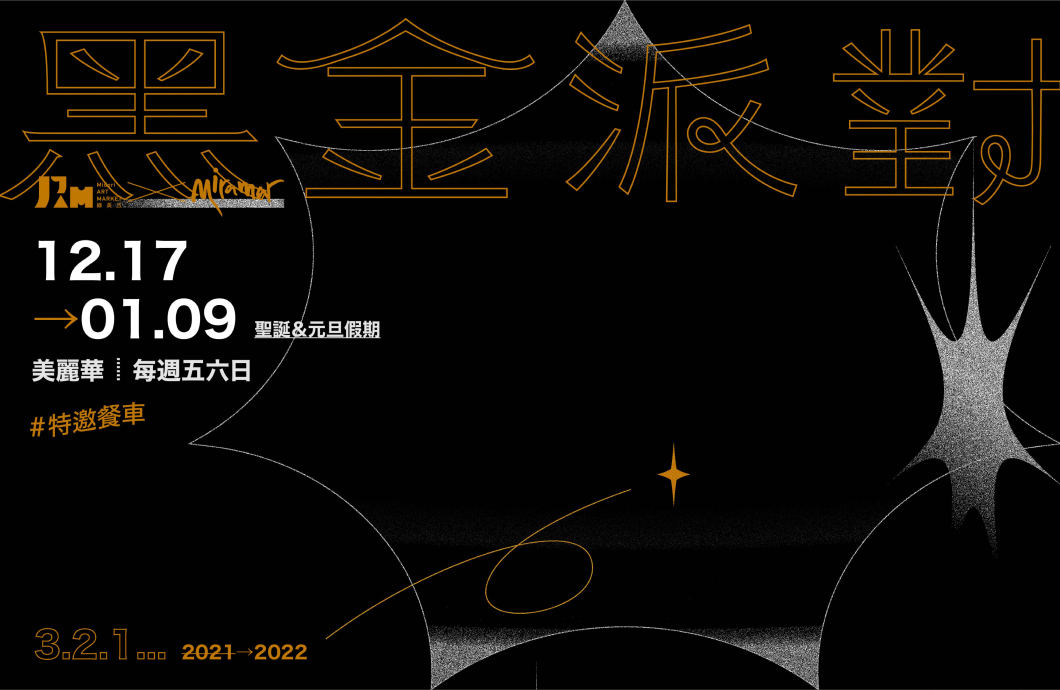 黑金派對
Midori
ART
MARKET
Miramar
12.17
→01.09 聖誕&元旦假期
美麗華┊每週五六日
#特邀餐車
3.2.1... 2021→2022